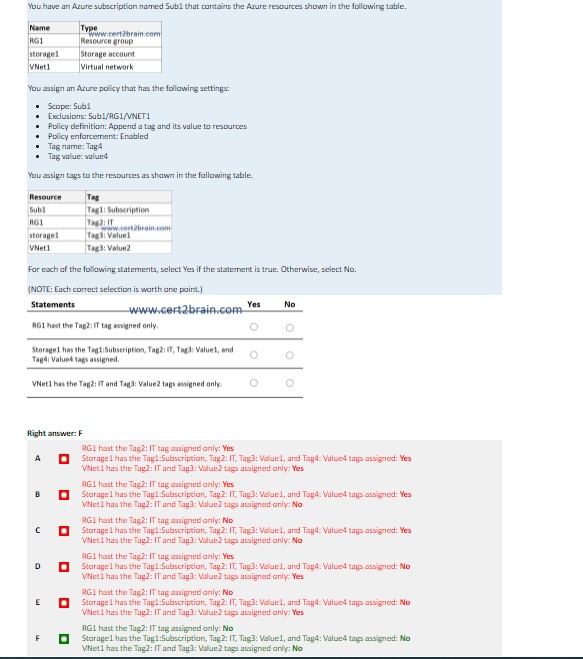 You have an Azure subscription named Sub1 that contains the Azure resources shown in the following table.
Name Type
www.cert2brain.com
RG1 Resource group
storage1 Storage account
VNet1 Virtual network
You assign an Azure policy that has the following settings:
• Scope: Sub1
• Exclusions: Sub1/RG1/VNET1
• Policy definition: Append a tag and its value to resources
• Policy enforcement: Enabled
• Tag name: Tag4
• Tag value: value4
You assign tags to the resources as shown in the following table.
Resource Tag
Sub1 Tag1: Subscription
RG1 Tag2: IT
www.cert2brain.com
storage1 Tag3: Value1
VNet1 Tag3: Value2
For each of the following statements, select Yes if the statement is true. Otherwise, select No.
(NOTE: Each correct selection is worth one point.)
Statements Yes No
www.cert2brain.com
RG1 hast the Tag2: IT tag assigned only.
Storage1 has the Tag1:Subscription, Tag2: IT, Tag3: Value1, and
Tag4: Value4 tags assigned.
VNet1 has the Tag2: IT and Tag3: Value2 tags assigned only.
Right answer: F
RG1 hast the Tag2: IT tag assigned only: Yes
A Storage1 has the Tag1:Subscription, Tag2: IT, Tag3: Value1, and Tag4: Value4 tags assigned: Yes
VNet1 has the Tag2: IT and Tag3: Value2 tags assigned only: Yes
RG1 hast the Tag2: IT tag assigned only: Yes
B Storage1 has the Tag1:Subscription, Tag2: IT, Tag3: Value1, and Tag4: Value4 tags assigned: Yes
VNet1 has the Tag2: IT and Tag3: Value2 tags assigned only: No
RG1 hast the Tag2: IT tag assigned only: No
C Storage1 has the Tag1:Subscription, Tag2: IT, Tag3: Value1, and Tag4: Value4 tags assigned: Yes
VNet1 has the Tag2: IT and Tag3: Value2 tags assigned only: No
RG1 hast the Tag2: IT tag assigned only: Yes
D Storage1 has the Tag1:Subscription, Tag2: IT, Tag3: Value1, and Tag4: Value4 tags assigned: No
VNet1 has the Tag2: IT and Tag3: Value2 tags assigned only: Yes
RG1 hast the Tag2: IT tag assigned only: No
E Storage1 has the Tag1:Subscription, Tag2: IT, Tag3: Value1, and Tag4: Value4 tags assigned: No
VNet1 has the Tag2: IT and Tag3: Value2 tags assigned only: Yes
RG1 hast the Tag2: IT tag assigned only: No
F Storage1 has the Tag1:Subscription, Tag2: IT, Tag3: Value1, and Tag4: Value4 tags assigned: No
VNet1 has the Tag2: IT and Tag3: Value2 tags assigned only: No